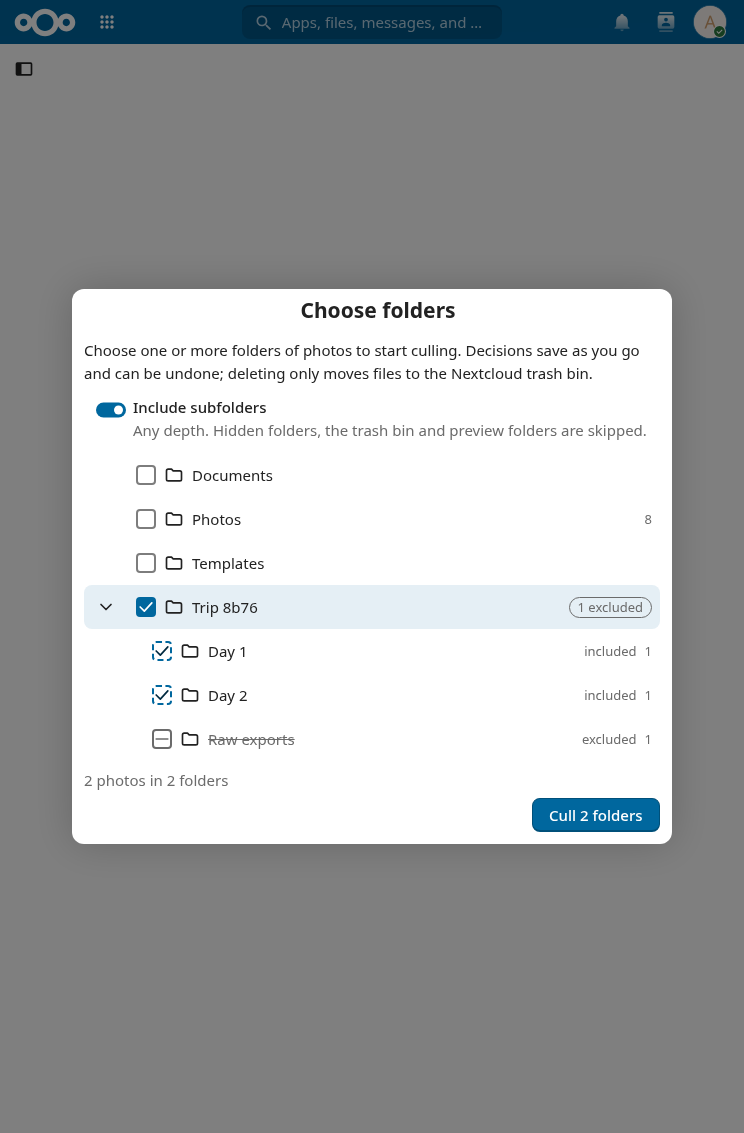 Apps, files, messages, and ...
A
Choose folders
Choose one or more folders of photos to start culling. Decisions save as you go
and can be undone; deleting only moves files to the Nextcloud trash bin.
Include subfolders
Any depth. Hidden folders, the trash bin and preview folders are skipped.
Documents
Photos 8
Templates
Trip 8b76 1 excluded
Day 1 included 1
Day 2 included 1
Raw exports excluded 1
2 photos in 2 folders
Cull 2 folders